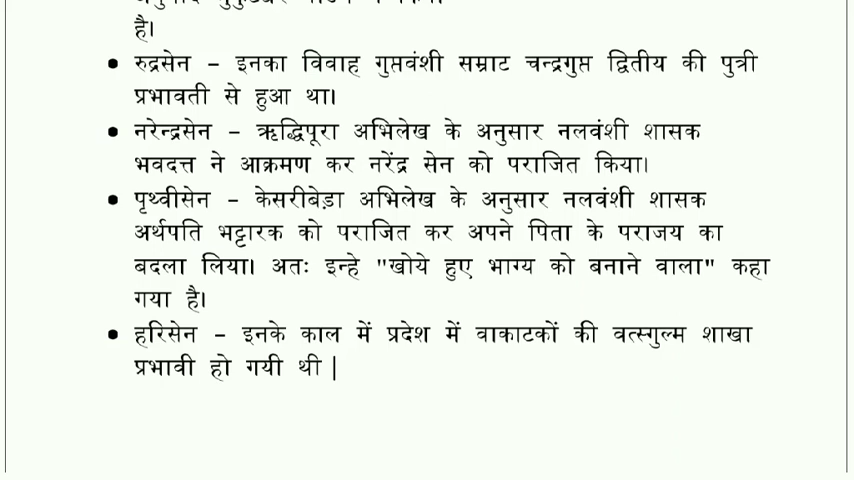 है।
• रुद्रसेन - इनका विवाह गुप्तवंशी सम्राट चन्द्रगुप्त द्वितीय की पुत्री
प्रभावती से हुआ था।
• नरेन्द्रसेन - ऋद्धिपूरा अभिलेख के अनुसार नलवंशी शासक
भवदत्त ने आक्रमण कर नरेंद्र सेन को पराजित किया।
• पृथ्वीसेन - केसरीबेड़ा अभिलेख के अनुसार नलवंशी शासक
अर्थपति भट्टारक को पराजित कर अपने पिता के पराजय का
बदला लिया। अतः इन्हे "खोये हुए भाग्य को बनाने वाला" कहा
गया है।
• हरिसेन - इनके काल में प्रदेश में वाकाटकों की वत्सगुल्म शाखा
प्रभावी हो गयी थी |